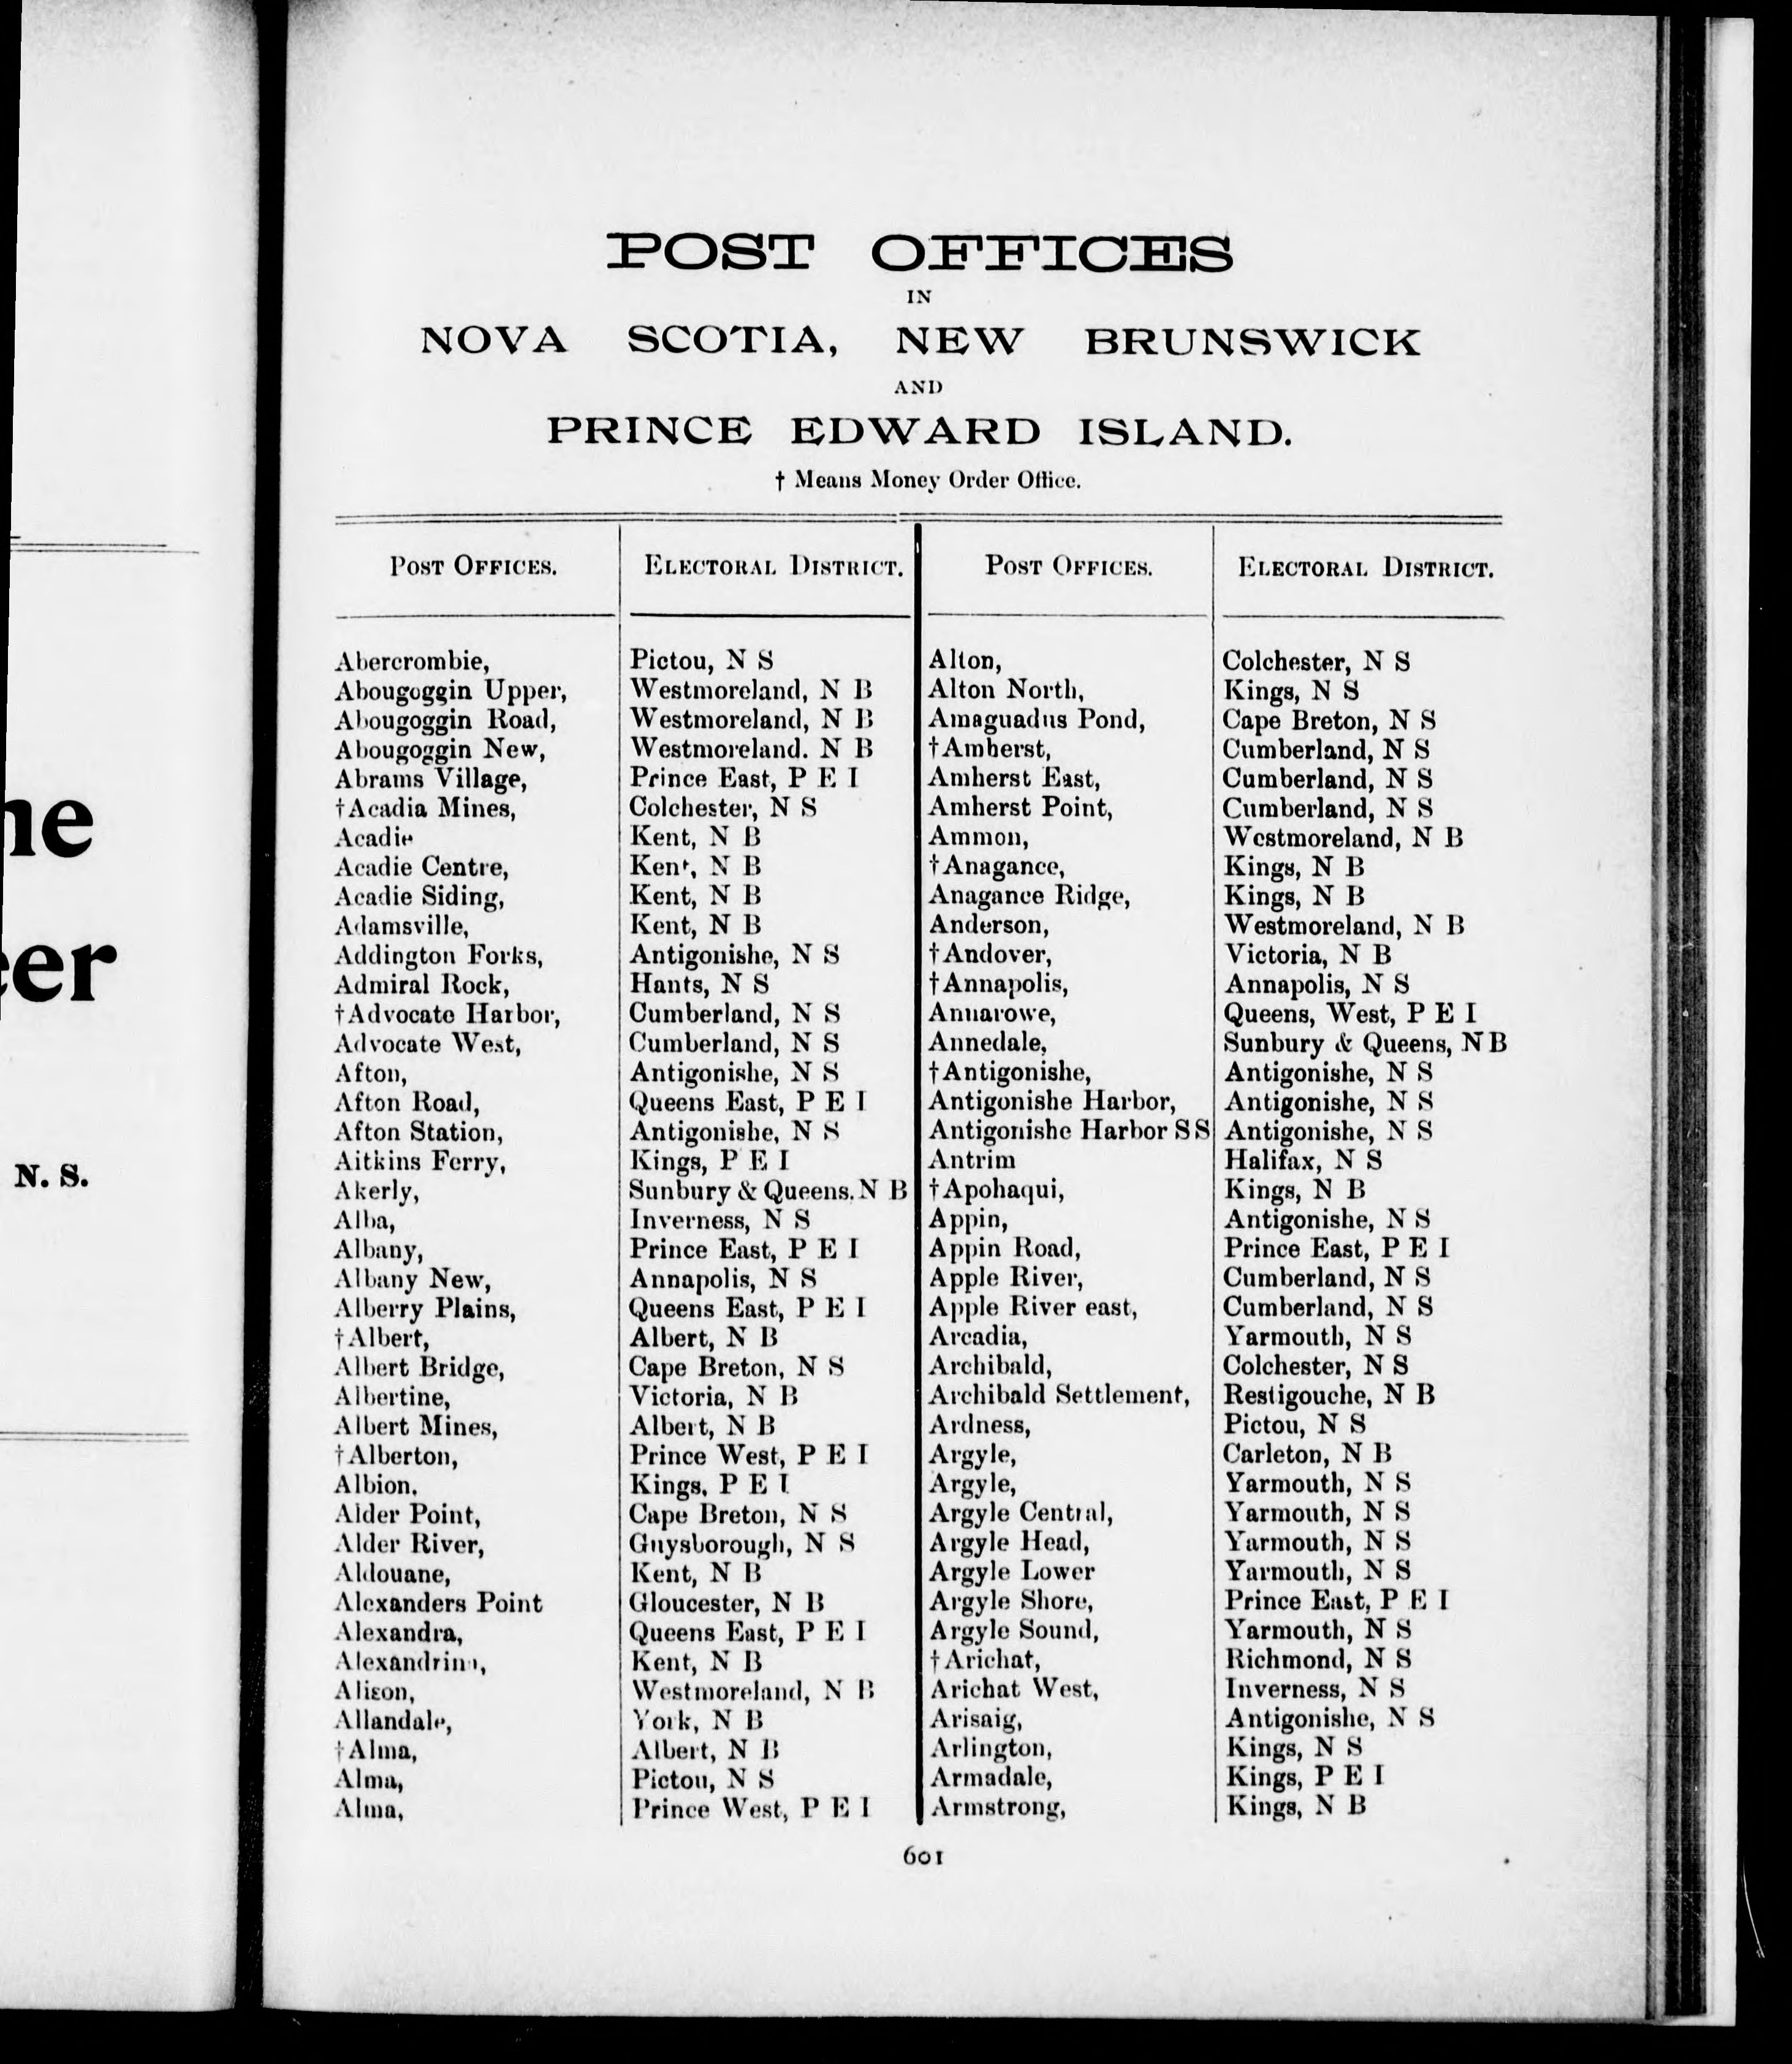 ne
er
N. S.
POST OFFICES
IN
NOVA SCOTIA, NEW BRUNSWICK
AND
PRINCE EDWARD ISLAND.
† Means Money Order Office.
POST OFFICES. ELECTORAL DISTRICT. POST OFFICES. ELECTORAL DISTRICT.
Abercrombie, Pictou, N S Alton, Colchester, N S
Abougoggin Upper, Westmoreland, N B Alton North, Kings, N S
Abougoggin Road, Westmoreland, N B Amaguadus Pond, Cape Breton, N S
Abougoggin New, Westmoreland. N B †Amherst, Cumberland, N S
Abrams Village, Prince East, P E I Amherst East, Cumberland, N S
†Acadia Mines, Colchester, N S Amherst Point, Cumberland, N S
Acadie Kent, N B Ammon, Westmoreland, N B
Acadie Centre, Kent, N B †Anagance, Kings, N B
Acadie Siding, Kent, N B Anagance Ridge, Kings, N B
Adamsville, Kent, N B Anderson, Westmoreland, N B
Addington Forks, Antigonishe, N S †Andover, Victoria, N B
Admiral Rock, Hants, N S †Annapolis, Annapolis, N S
†Advocate Harbor, Cumberland, N S Annarowe, Queens, West, P E I
Advocate West, Cumberland, N S Annedale, Sunbury & Queens, N B
Afton, Antigonishe, N S †Antigonishe, Antigonishe, N S
Afton Road, Queens East, P E I Antigonishe Harbor, Antigonishe, N S
Afton Station, Antigonishe, N S Antigonishe Harbor S S Antigonishe, N S
Aitkins Ferry, Kings, P E I Antrim Halifax, N S
Akerly, Sunbury & Queens. N B †Apohaqui, Kings, N B
Alba, Inverness, N S Appin, Antigonishe, N S
Albany, Prince East, P E I Appin Road, Prince East, P E I
Albany New, Annapolis, N S Apple River, Cumberland, N S
Alberry Plains, Queens East, P E I Apple River east, Cumberland, N S
†Albert, Albert, N B Arcadia, Yarmouth, N S
Albert Bridge, Cape Breton, N S Archibald, Colchester, N S
Albertine, Victoria, N B Archibald Settlement, Restigouche, N B
Albert Mines, Albert, N B Ardness, Pictou, N S
†Alberton, Prince West, P E I Argyle, Carleton, N B
Albion. Kings, P E I Argyle, Yarmouth, N S
Alder Point, Cape Breton, N S Argyle Central, Yarmouth, N S
Alder River, Guysborough, N S Argyle Head, Yarmouth, N S
Aldouane, Kent, N B Argyle Lower Yarmouth, N S
Alexanders Point Gloucester, N B Argyle Shore, Prince East, P E I
Alexandra, Queens East, P E I Argyle Sound, Yarmouth, N S
Alexandrina, Kent, N B †Arichat, Richmond, N S
Alison, Westmoreland, N B Arichat West, Inverness, N S
Allandale, York, N B Arisaig, Antigonishe, N S
†Alma, Albert, N B Arlington, Kings, N S
Alma, Pictou, N S Armadale, Kings, P E I
Alma, Prince West, P E I Armstrong, Kings, N B
601